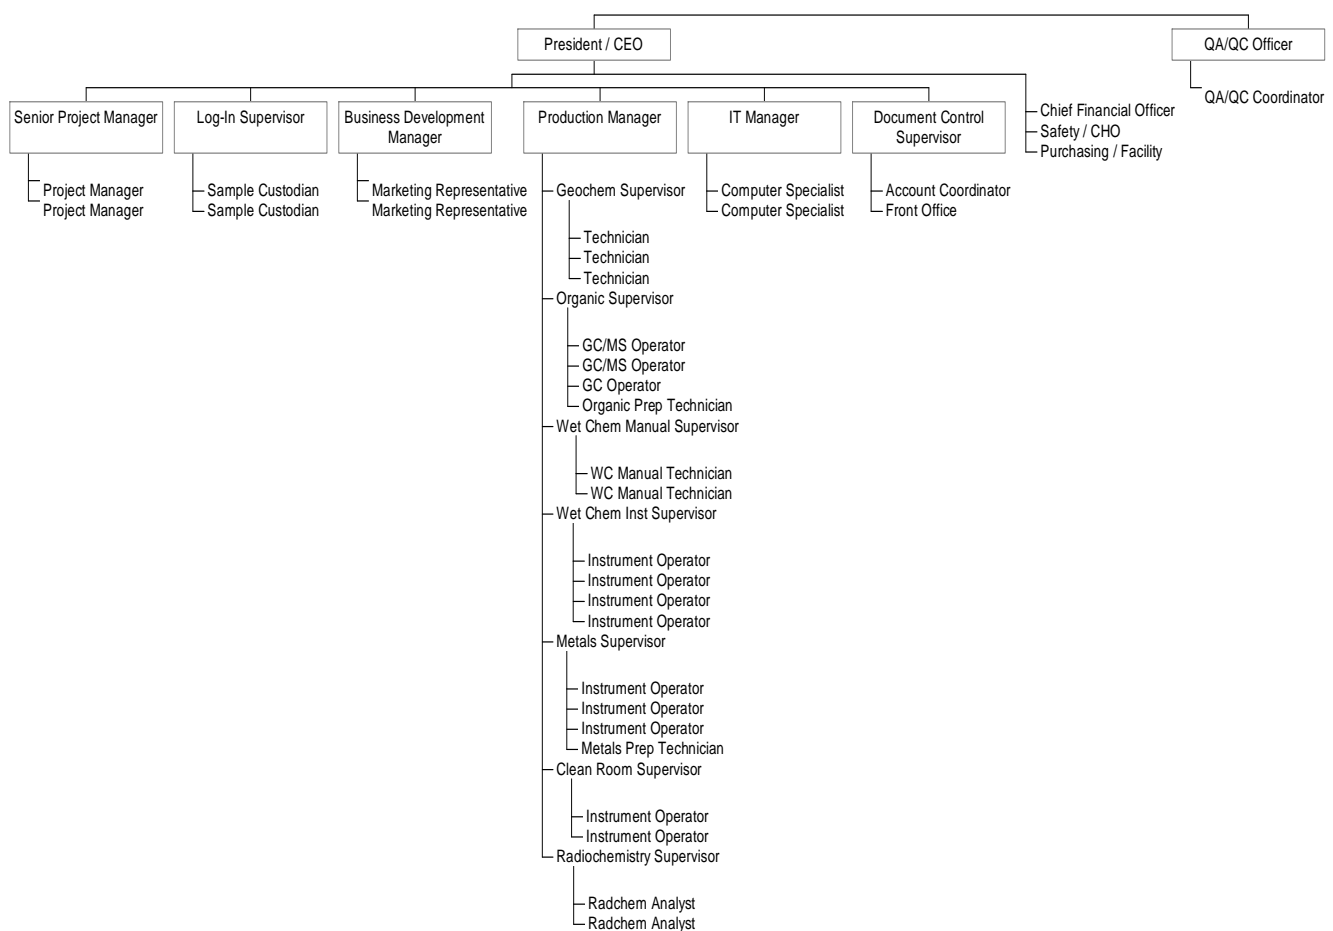 President / CEO
QA/QC Officer
QA/QC Coordinator
Senior Project Manager
Log-In Supervisor
Business Development
Manager
Production Manager
IT Manager
Document Control
Supervisor
Chief Financial Officer
Safety / CHO
Purchasing / Facility
Project Manager
Project Manager
Sample Custodian
Sample Custodian
Marketing Representative
Marketing Representative
Geochem Supervisor
Technician
Technician
Technician
Organic Supervisor
GC/MS Operator
GC/MS Operator
GC Operator
Organic Prep Technician
Wet Chem Manual Supervisor
WC Manual Technician
WC Manual Technician
Wet Chem Inst Supervisor
Instrument Operator
Instrument Operator
Instrument Operator
Instrument Operator
Metals Supervisor
Instrument Operator
Instrument Operator
Instrument Operator
Metals Prep Technician
Clean Room Supervisor
Instrument Operator
Instrument Operator
Radiochemistry Supervisor
Radchem Analyst
Radchem Analyst
Computer Specialist
Computer Specialist
Account Coordinator
Front Office